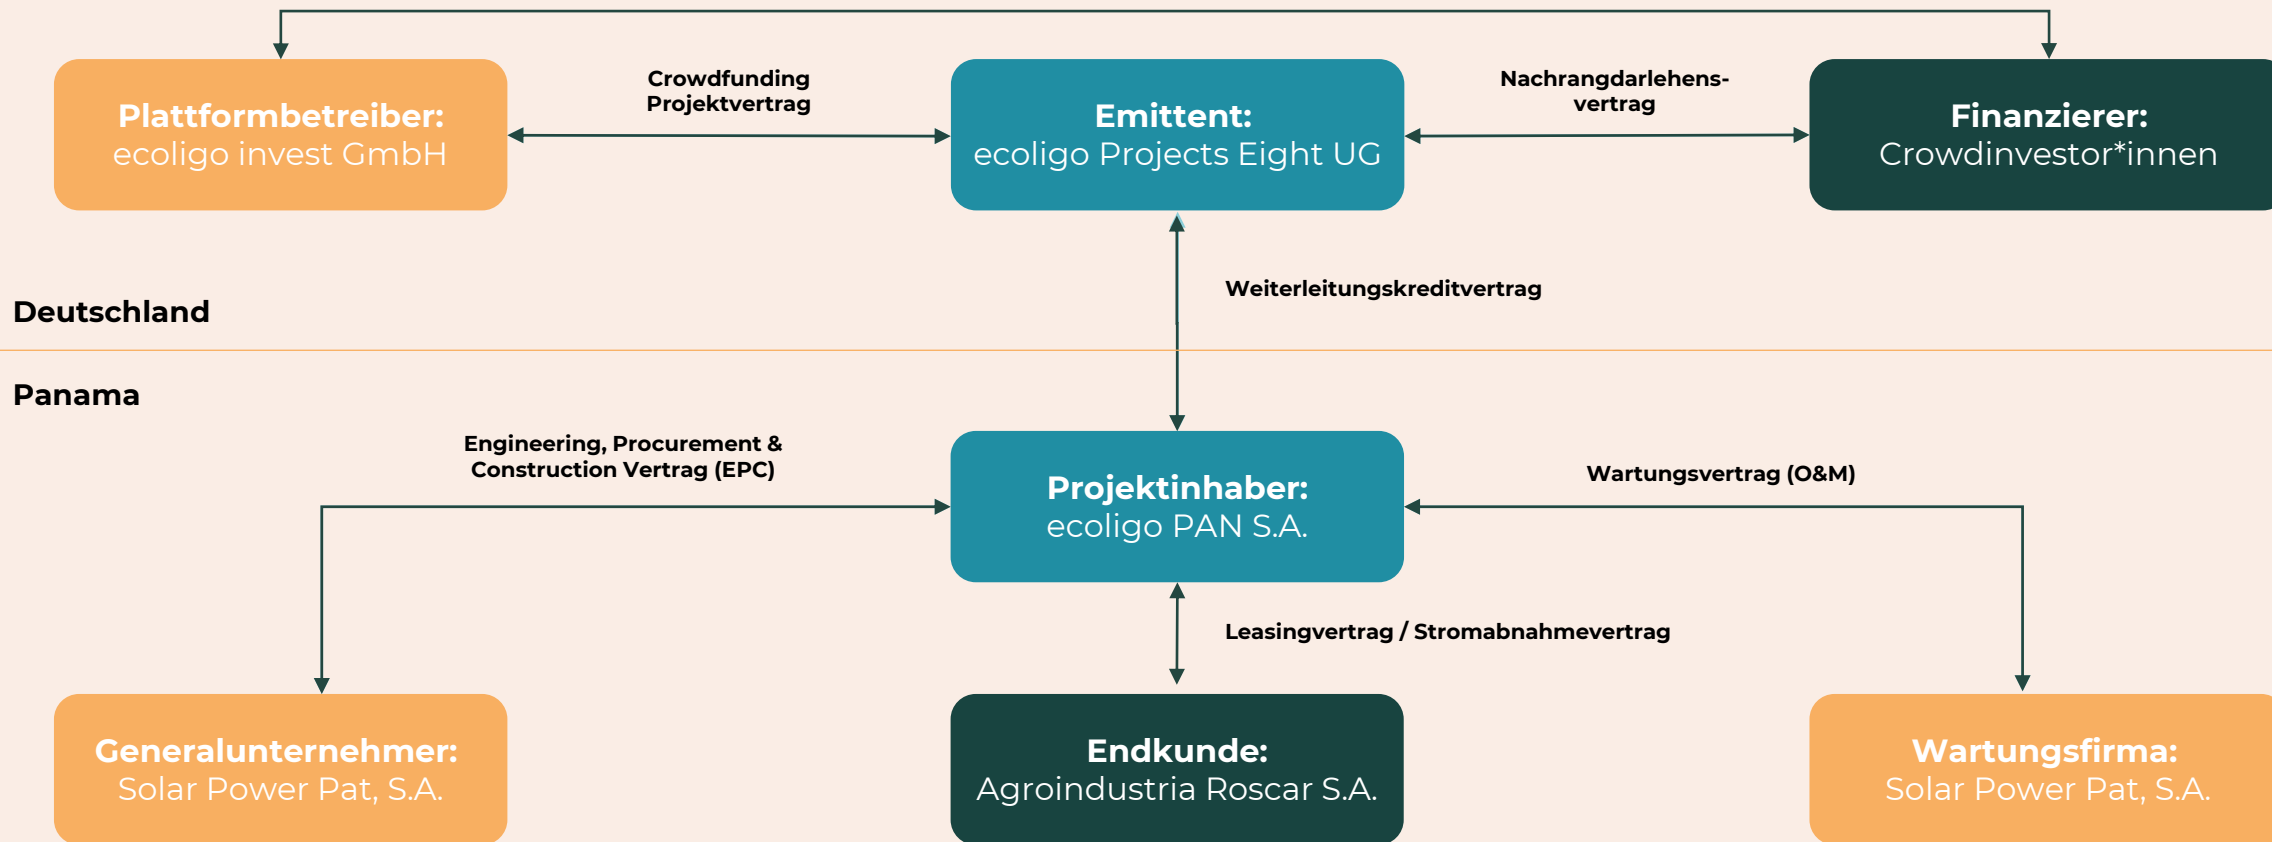 Plattformbetreiber:
ecoligo invest GmbH
Crowdfunding
Projektvertrag
Emittent:
ecoligo Projects Eight UG
Nachrangdarlehens-
vertrag
Finanzierer:
Crowdinvestor*innen
Weiterleitungskreditvertrag
Deutschland
Panama
Engineering, Procurement &
Construction Vertrag (EPC)
Projektinhaber:
ecoligo PAN S.A.
Wartungsvertrag (O&M)
Leasingvertrag / Stromabnahmevertrag
Generalunternehmer:
Solar Power Pat, S.A.
Endkunde:
Agroindustria Roscar S.A.
Wartungsfirma:
Solar Power Pat, S.A.